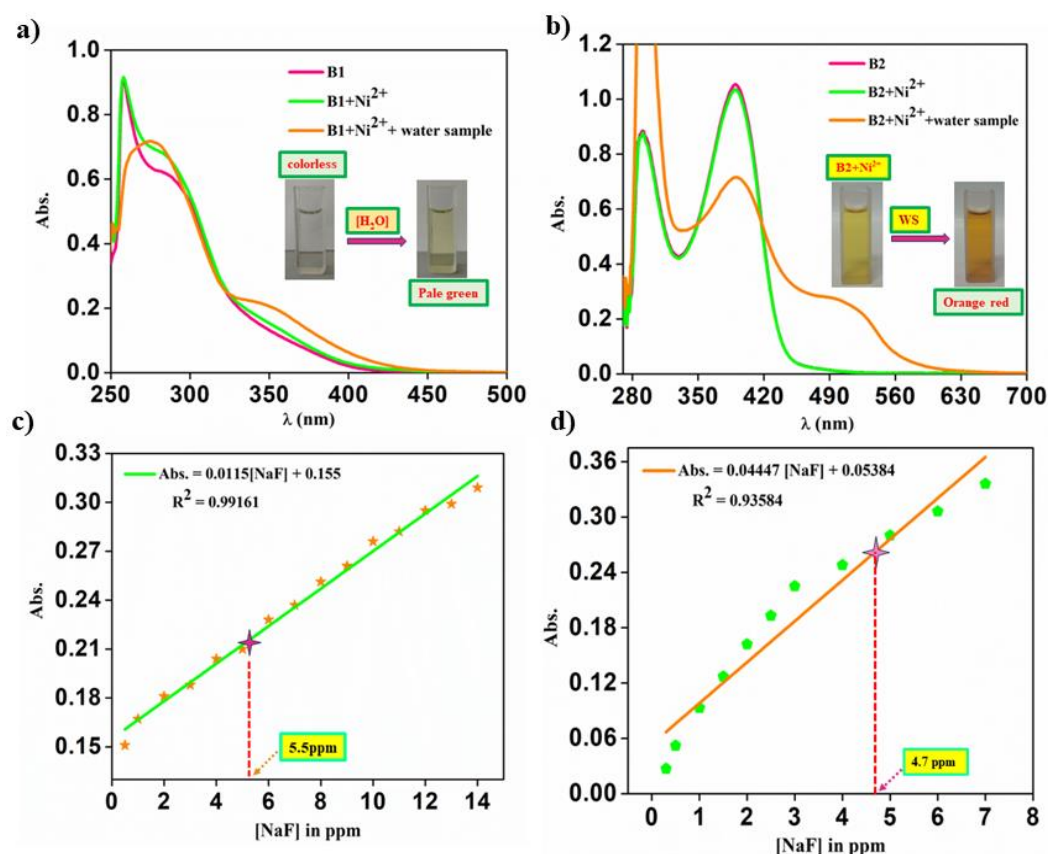 a)
B1
B1+Ni²⁺
B1+Ni²⁺+ water sample
colorless
[H₂O]
Pale green
Abs.
1.0
0.8
0.6
0.4
0.2
0.0
250 300 350 400 450 500
λ (nm)
b)
B2
B2+Ni²⁺
B2+Ni²⁺+water sample
B2+Ni²⁺
WS
Orange red
Abs.
1.2
1.0
0.8
0.6
0.4
0.2
0.0
280 350 420 490 560 630 700
λ (nm)
c)
Abs. = 0.0115[NaF] + 0.155
R² = 0.99161
5.5ppm
Abs.
0.33
0.30
0.27
0.24
0.21
0.18
0.15
0 2 4 6 8 10 12 14
[NaF] in ppm
d)
Abs. = 0.04447 [NaF] + 0.05384
R² = 0.93584
4.7 ppm
Abs.
0.36
0.30
0.24
0.18
0.12
0.06
0.00
0 1 2 3 4 5 6 7 8
[NaF] in ppm